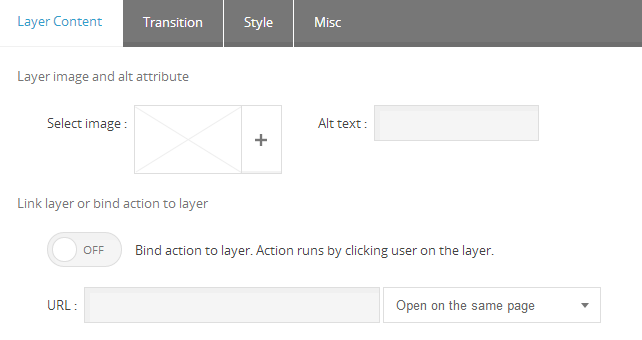 Layer Content Transition Style Misc
Layer image and alt attribute
Select image : + Alt text :
Link layer or bind action to layer
OFF Bind action to layer. Action runs by clicking user on the layer.
URL : Open on the same page